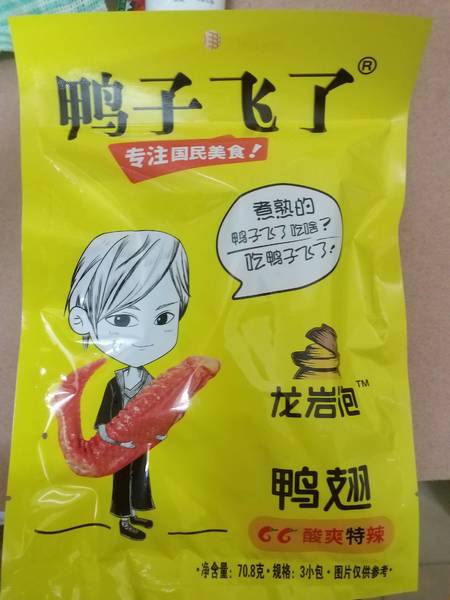 鸭子飞了®
专注国民美食！
煮熟的
鸭子飞了吃啥？
吃鸭子飞了！
龙岩泡™
鸭翅
酸爽特辣
·净含量：70.8克·规格：3小包·图片仅供参考·